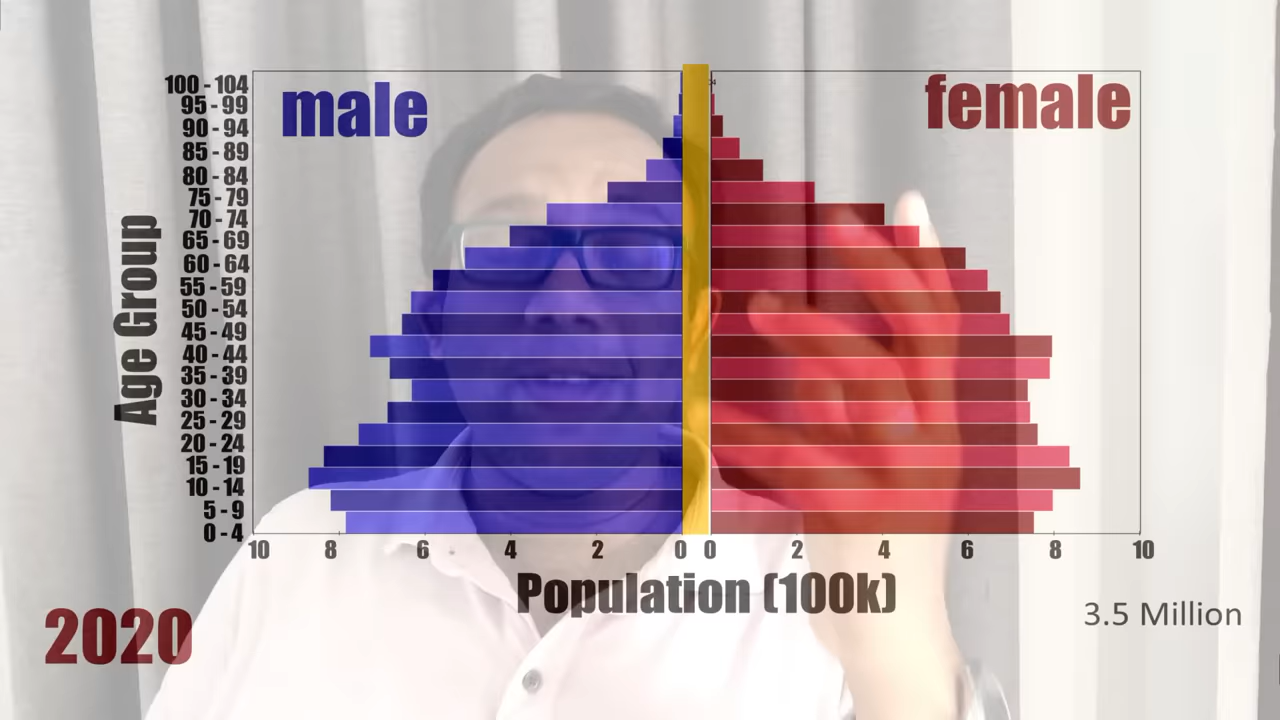 male
female
Age Group
100 - 104
95 - 99
90 - 94
85 - 89
80 - 84
75 - 79
70 - 74
65 - 69
60 - 64
55 - 59
50 - 54
45 - 49
40 - 44
35 - 39
30 - 34
25 - 29
20 - 24
15 - 19
10 - 14
5 - 9
0 - 4
10 8 6 4 2 0 0 2 4 6 8 10
Population (100k)
2020
3.5 Million